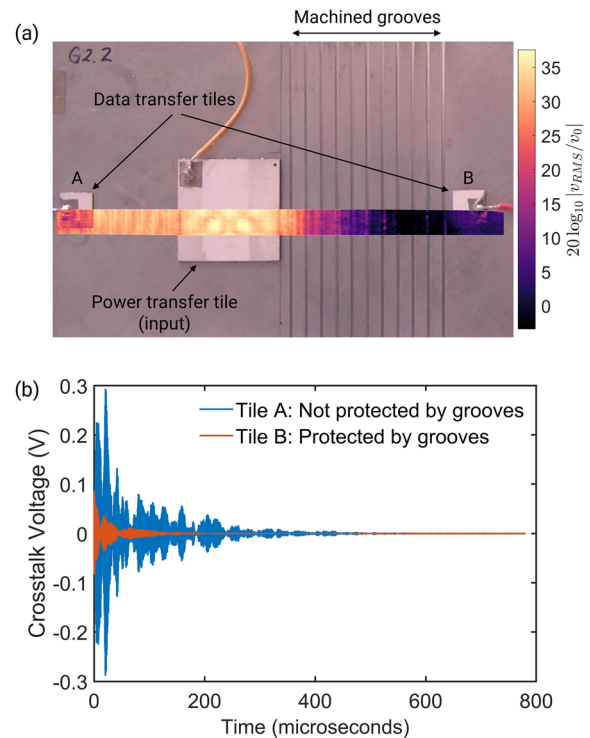 Machined grooves
(a)
G2.2
Data transfer tiles
A
B
Power transfer tile
(input)
35
30
25
20
15
10
5
0
20 log₁₀ |v_RMS/v₀|
(b)
0.3
0.2
0.1
0
-0.1
-0.2
-0.3
Crosstalk Voltage (V)
Tile A: Not protected by grooves
Tile B: Protected by grooves
0
200
400
600
800
Time (microseconds)